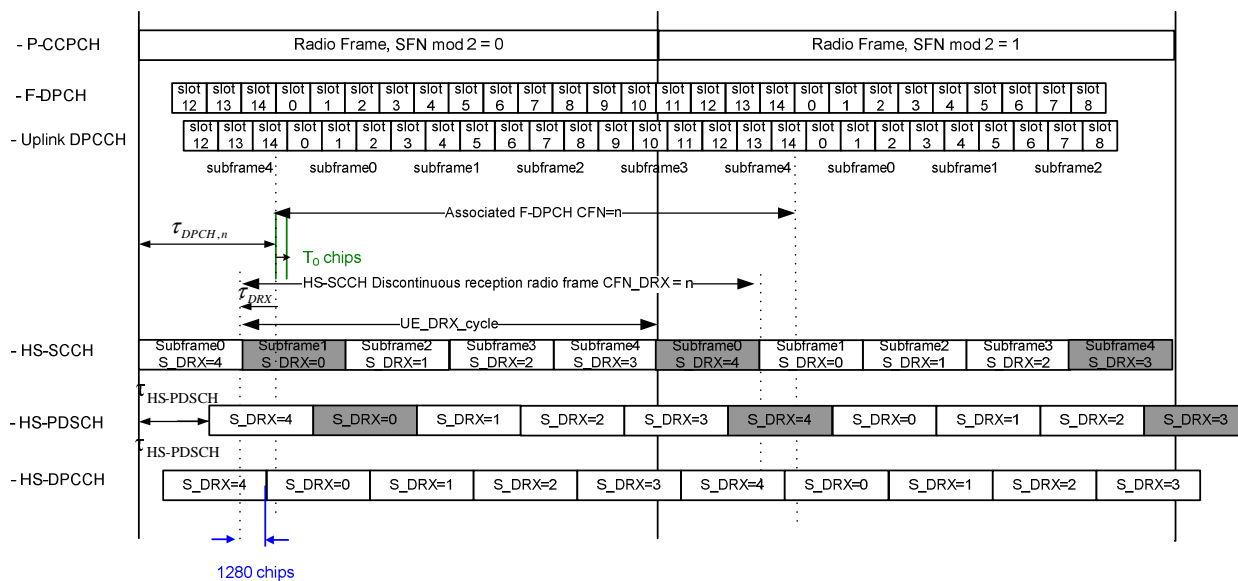 - P-CCPCH
Radio Frame, SFN mod 2 = 0
Radio Frame, SFN mod 2 = 1
- F-DPCH
slot 12 slot 13 slot 14 slot 0 slot 1 slot 2 slot 3 slot 4 slot 5 slot 6 slot 7 slot 8 slot 9 slot 10 slot 11 slot 12 slot 13 slot 14 slot 0 slot 1 slot 2 slot 3 slot 4 slot 5 slot 6 slot 7 slot 8
- Uplink DPCCH
slot 12 slot 13 slot 14 slot 0 slot 1 slot 2 slot 3 slot 4 slot 5 slot 6 slot 7 slot 8 slot 9 slot 10 slot 11 slot 12 slot 13 slot 14 slot 0 slot 1 slot 2 slot 3 slot 4 slot 5 slot 6 slot 7 slot 8
subframe4 subframe0 subframe1 subframe2 subframe3 subframe4 subframe0 subframe1 subframe2
Associated F-DPCH CFN=n
τDPCH,n
T0 chips
HS-SCCH Discontinuous reception radio frame CFN_DRX = n
τDRX
UE_DRX_cycle
- HS-SCCH
Subframe0 Subframe1 Subframe2 Subframe3 Subframe4 Subframe0 Subframe1 Subframe2 Subframe3 Subframe4
S_DRX=4 S_DRX=0 S_DRX=1 S_DRX=2 S_DRX=3 S_DRX=4 S_DRX=0 S_DRX=1 S_DRX=2 S_DRX=3
τHS-PDSCH
- HS-PDSCH
S_DRX=4 S_DRX=0 S_DRX=1 S_DRX=2 S_DRX=3 S_DRX=4 S_DRX=0 S_DRX=1 S_DRX=2 S_DRX=3
τHS-PDSCH
- HS-DPCCH
S_DRX=4 S_DRX=0 S_DRX=1 S_DRX=2 S_DRX=3 S_DRX=4 S_DRX=0 S_DRX=1 S_DRX=2 S_DRX=3
1280 chips